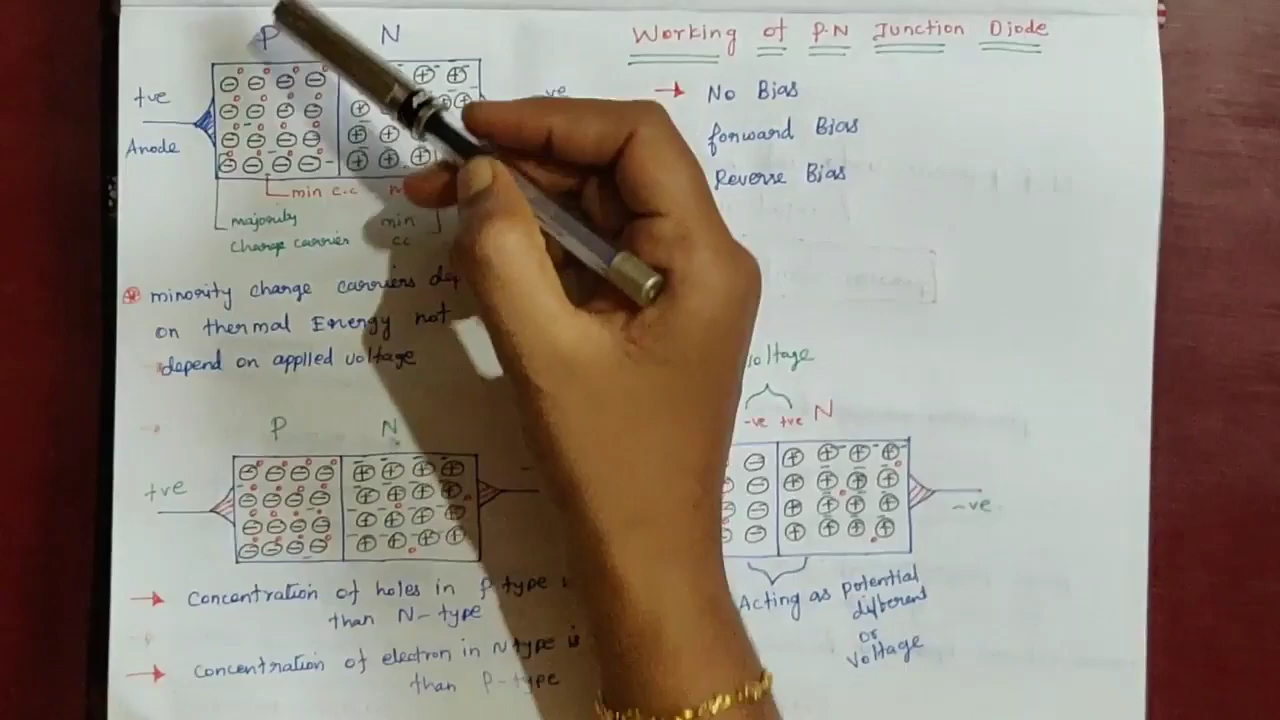 Working of P-N Junction Diode
P N
+ve
-ve
Anode
→ No Bias
forward Bias
Reverse Bias
min c.c
majority
charge carrier
min
cc
minority charge carriers
on thermal Energy not
depend on applied voltage
P N
+ve
voltage
-ve +ve N
-ve
Acting as potential
different
or
voltage
→ Concentration of holes in P type
than N-type
→ Concentration of electron in N type is
than P-type